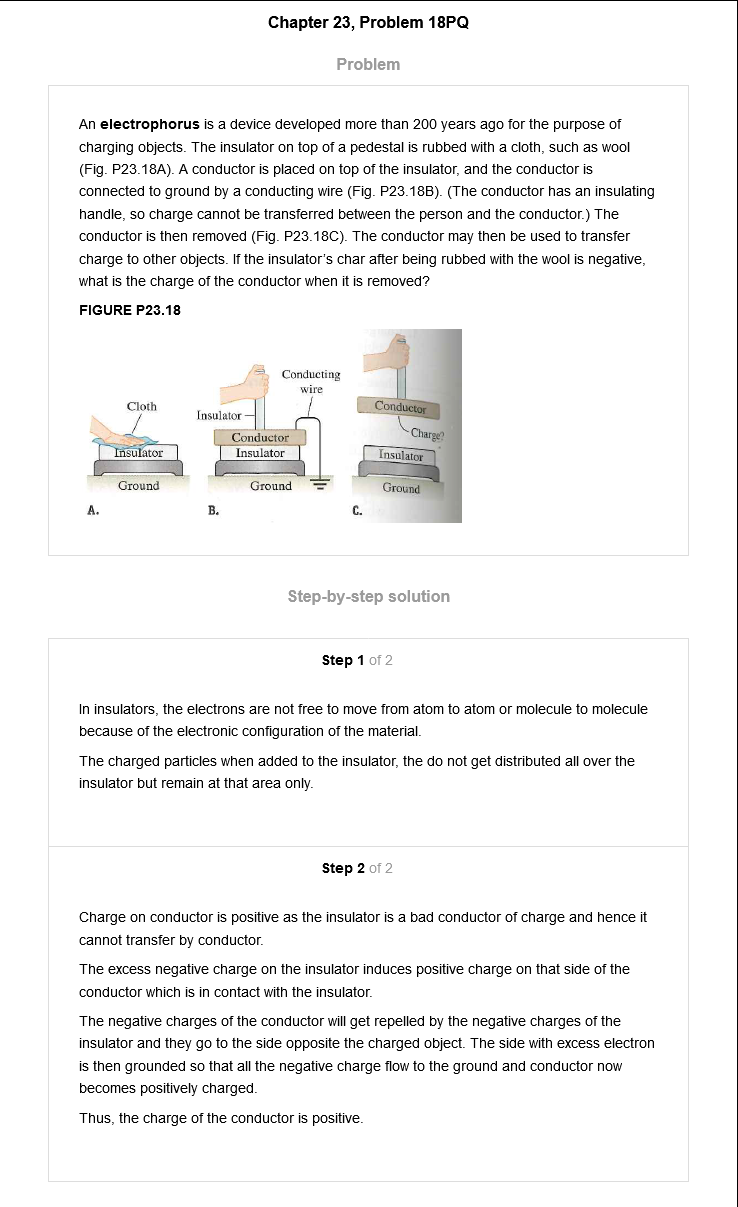 Chapter 23, Problem 18PQ
Problem
An electrophorus is a device developed more than 200 years ago for the purpose of
charging objects. The insulator on top of a pedestal is rubbed with a cloth, such as wool
(Fig. P23.18A). A conductor is placed on top of the insulator, and the conductor is
connected to ground by a conducting wire (Fig. P23.18B). (The conductor has an insulating
handle, so charge cannot be transferred between the person and the conductor.) The
conductor is then removed (Fig. P23.18C). The conductor may then be used to transfer
charge to other objects. If the insulator's char after being rubbed with the wool is negative,
what is the charge of the conductor when it is removed?
FIGURE P23.18
Cloth
Insulator
Ground
A.
Conducting
wire
Insulator
Conductor
Insulator
Ground
B.
Conductor
Charge?
Insulator
Ground
C.
Step-by-step solution
Step 1 of 2
In insulators, the electrons are not free to move from atom to atom or molecule to molecule
because of the electronic configuration of the material.
The charged particles when added to the insulator, the do not get distributed all over the
insulator but remain at that area only.
Step 2 of 2
Charge on conductor is positive as the insulator is a bad conductor of charge and hence it
cannot transfer by conductor.
The excess negative charge on the insulator induces positive charge on that side of the
conductor which is in contact with the insulator.
The negative charges of the conductor will get repelled by the negative charges of the
insulator and they go to the side opposite the charged object. The side with excess electron
is then grounded so that all the negative charge flow to the ground and conductor now
becomes positively charged.
Thus, the charge of the conductor is positive.